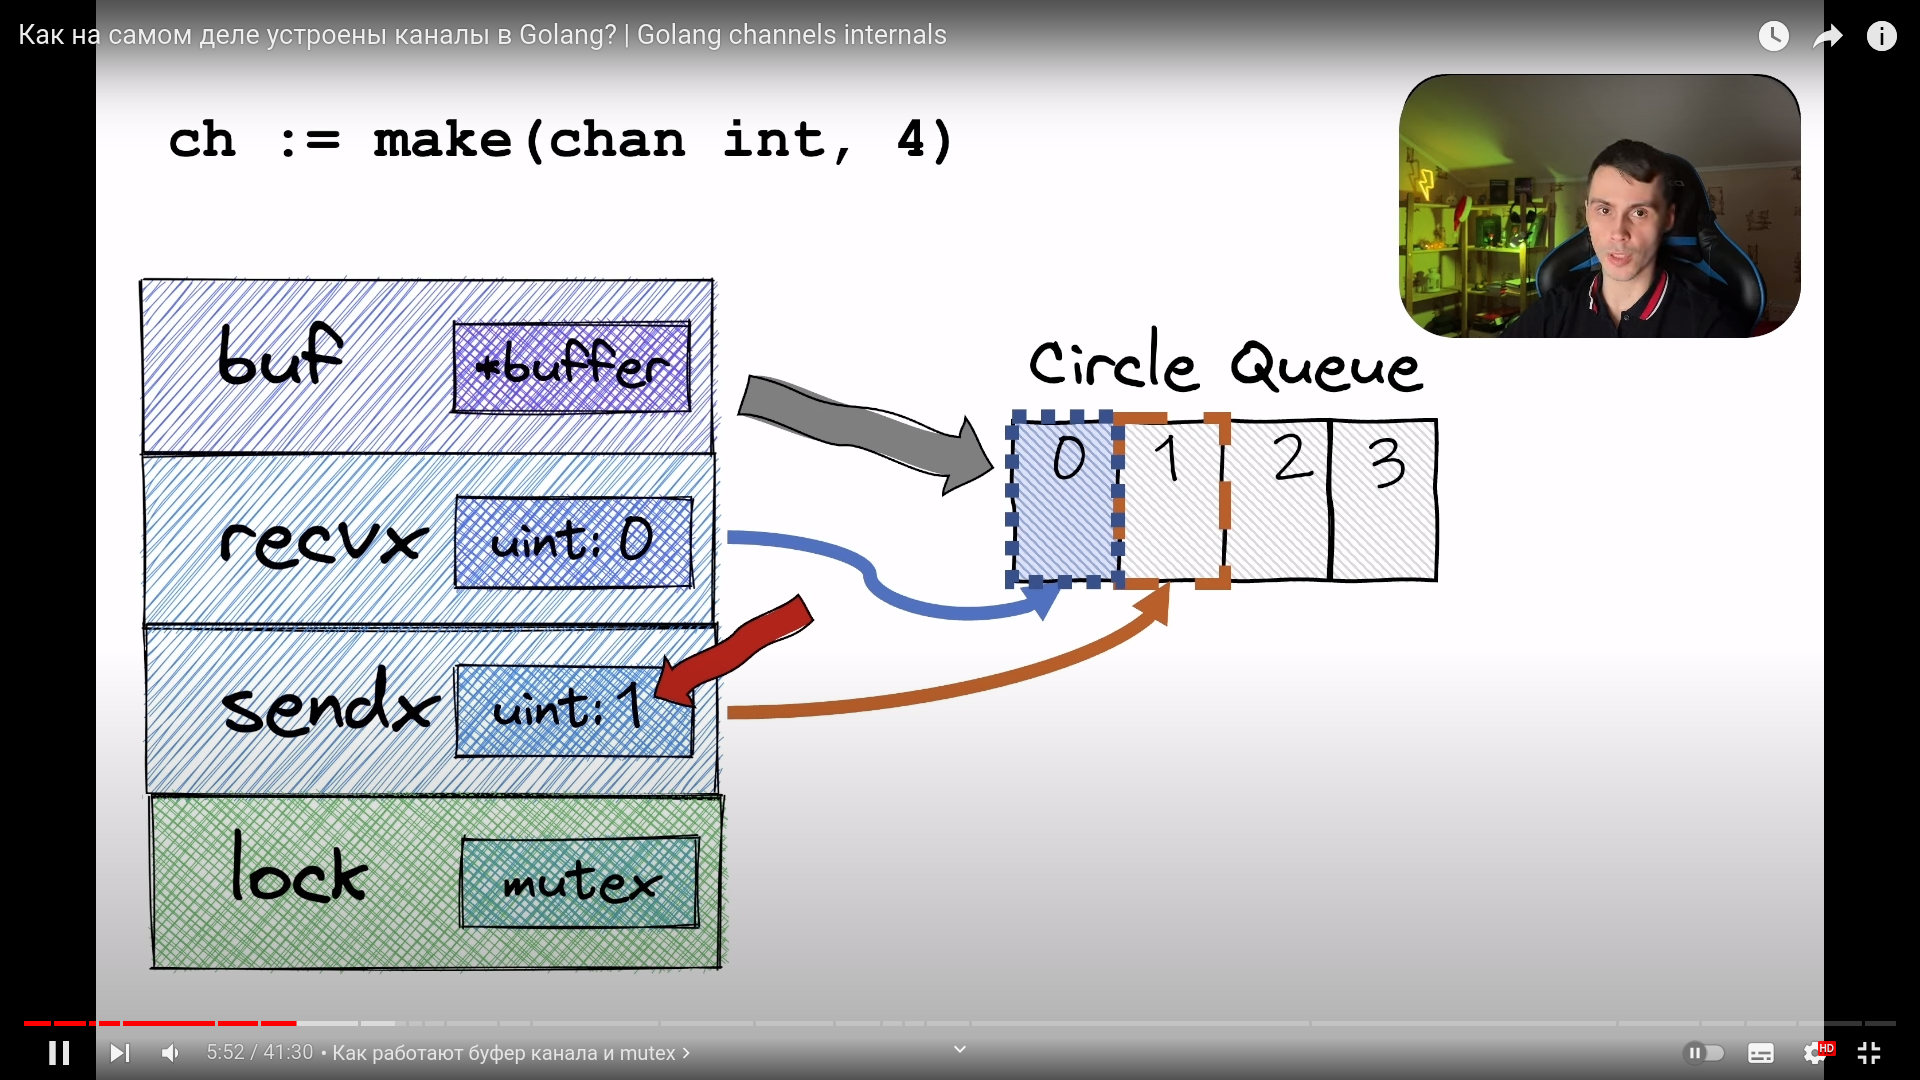 Как на самом деле устроены каналы в Golang? | Golang channels internals
ch := make(chan int, 4)
buf *buffer
Circle Queue
0 1 2 3
recvx uint: 0
sendx uint: 1
lock mutex
5:52 / 41:30 • Как работают буфер канала и mutex >
HD